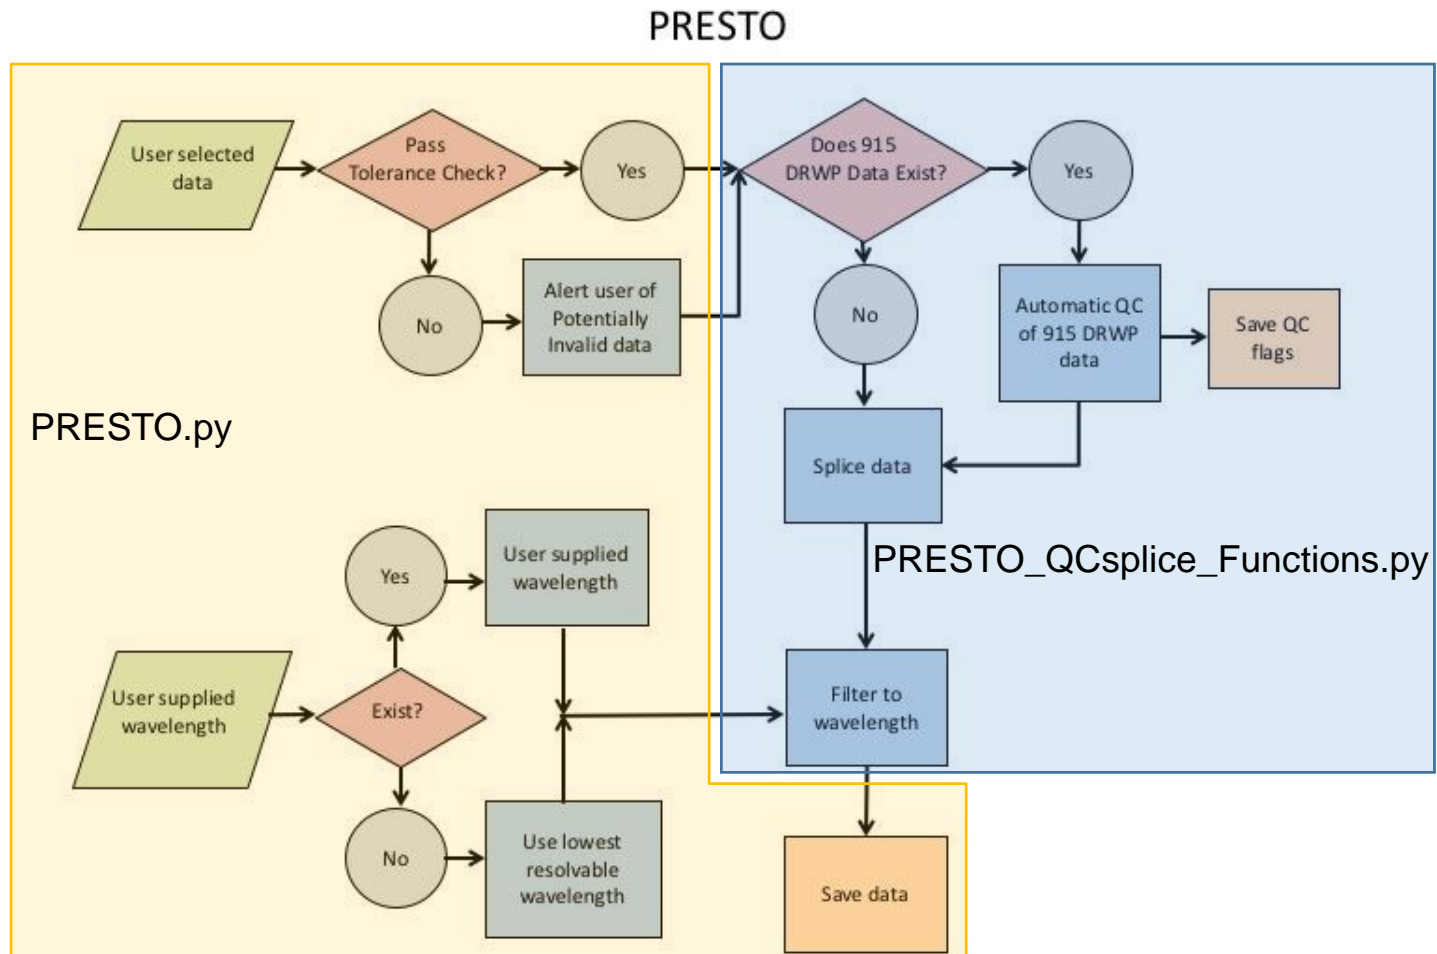 PRESTO
User selected
data
Pass
Tolerance Check?
Yes
No
Alert user of
Potentially
Invalid data
Does 915
DRWP Data Exist?
Yes
No
Automatic QC
of 915 DRWP
data
Save QC
flags
PRESTO.py
Splice data
PRESTO_QCsplice_Functions.py
User supplied
wavelength
Exist?
Yes
User supplied
wavelength
No
Use lowest
resolvable
wavelength
Filter to
wavelength
Save data